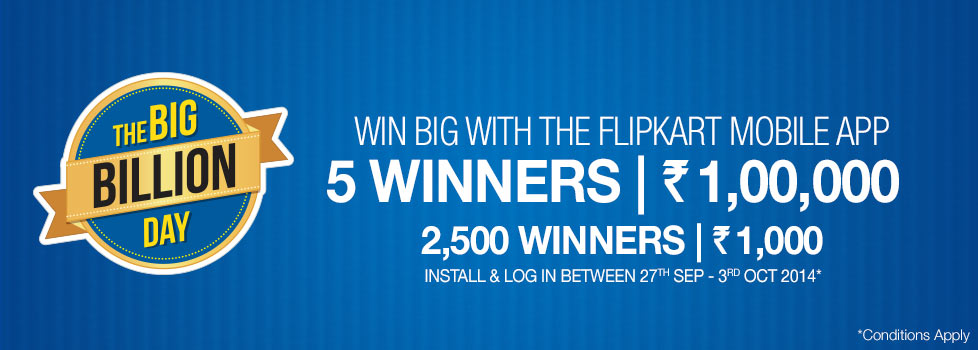 THE BIG
BILLION
DAY
WIN BIG WITH THE FLIPKART MOBILE APP
5 WINNERS | ₹ 1,00,000
2,500 WINNERS | ₹ 1,000
INSTALL & LOG IN BETWEEN 27TH SEP - 3RD OCT 2014*
*Conditions Apply